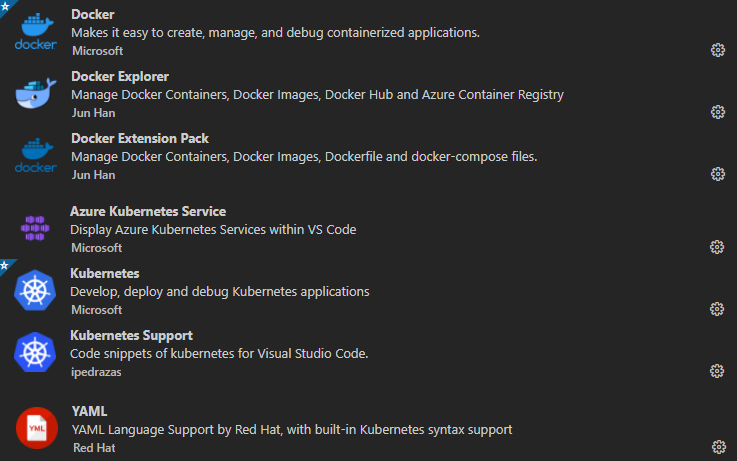 Docker
Makes it easy to create, manage, and debug containerized applications.
docker
Microsoft
Docker Explorer
Manage Docker Containers, Docker Images, Docker Hub and Azure Container Registry
Jun Han
Docker Extension Pack
Manage Docker Containers, Docker Images, Dockerfile and docker-compose files.
docker
Jun Han
Azure Kubernetes Service
Display Azure Kubernetes Services within VS Code
Microsoft
Kubernetes
Develop, deploy and debug Kubernetes applications
Microsoft
Kubernetes Support
Code snippets of kubernetes for Visual Studio Code.
ipedrazas
YAML
YML
YAML Language Support by Red Hat, with built-in Kubernetes syntax support
Red Hat